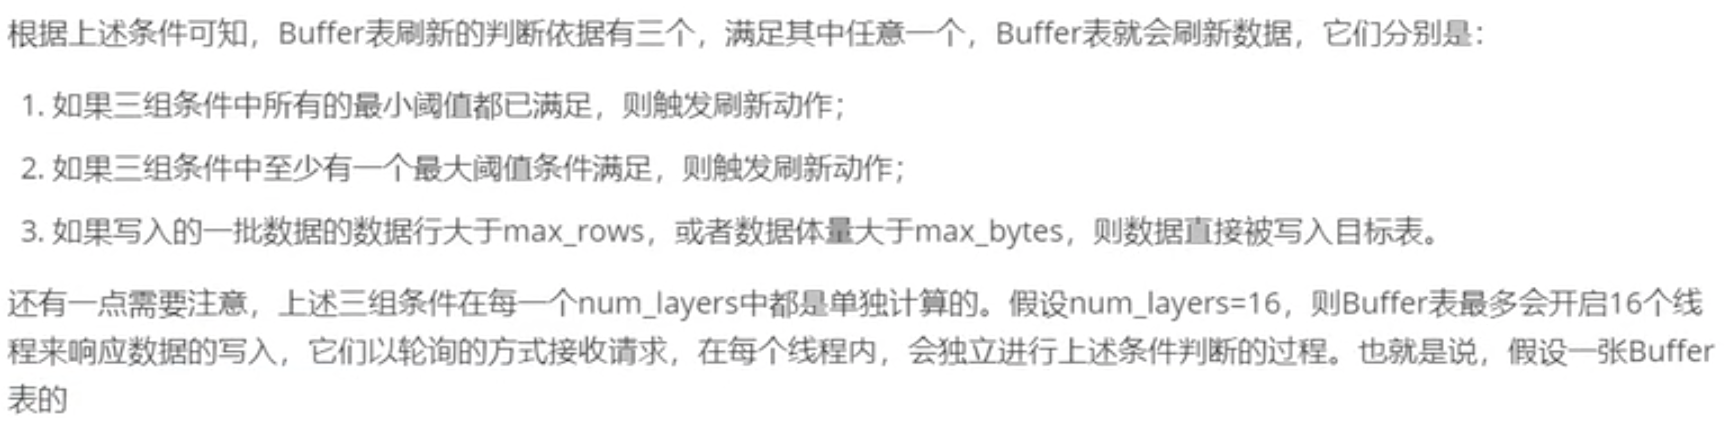 根据上述条件可知，Buffer表刷新的判断依据有三个，满足其中任意一个，Buffer表就会刷新数据，它们分别是：
1. 如果三组条件中所有的最小阈值都已满足，则触发刷新动作；
2. 如果三组条件中至少有一个最大阈值条件满足，则触发刷新动作；
3. 如果写入的一批数据的数据行大于max_rows，或者数据体量大于max_bytes，则数据直接被写入目标表。
还有一点需要注意，上述三组条件在每一个num_layers中都是单独计算的。假设num_layers=16，则Buffer表最多会开启16个线
程来响应数据的写入，它们以轮询的方式接收请求，在每个线程内，会独立进行上述条件判断的过程。也就是说，假设一张Buffer
表的